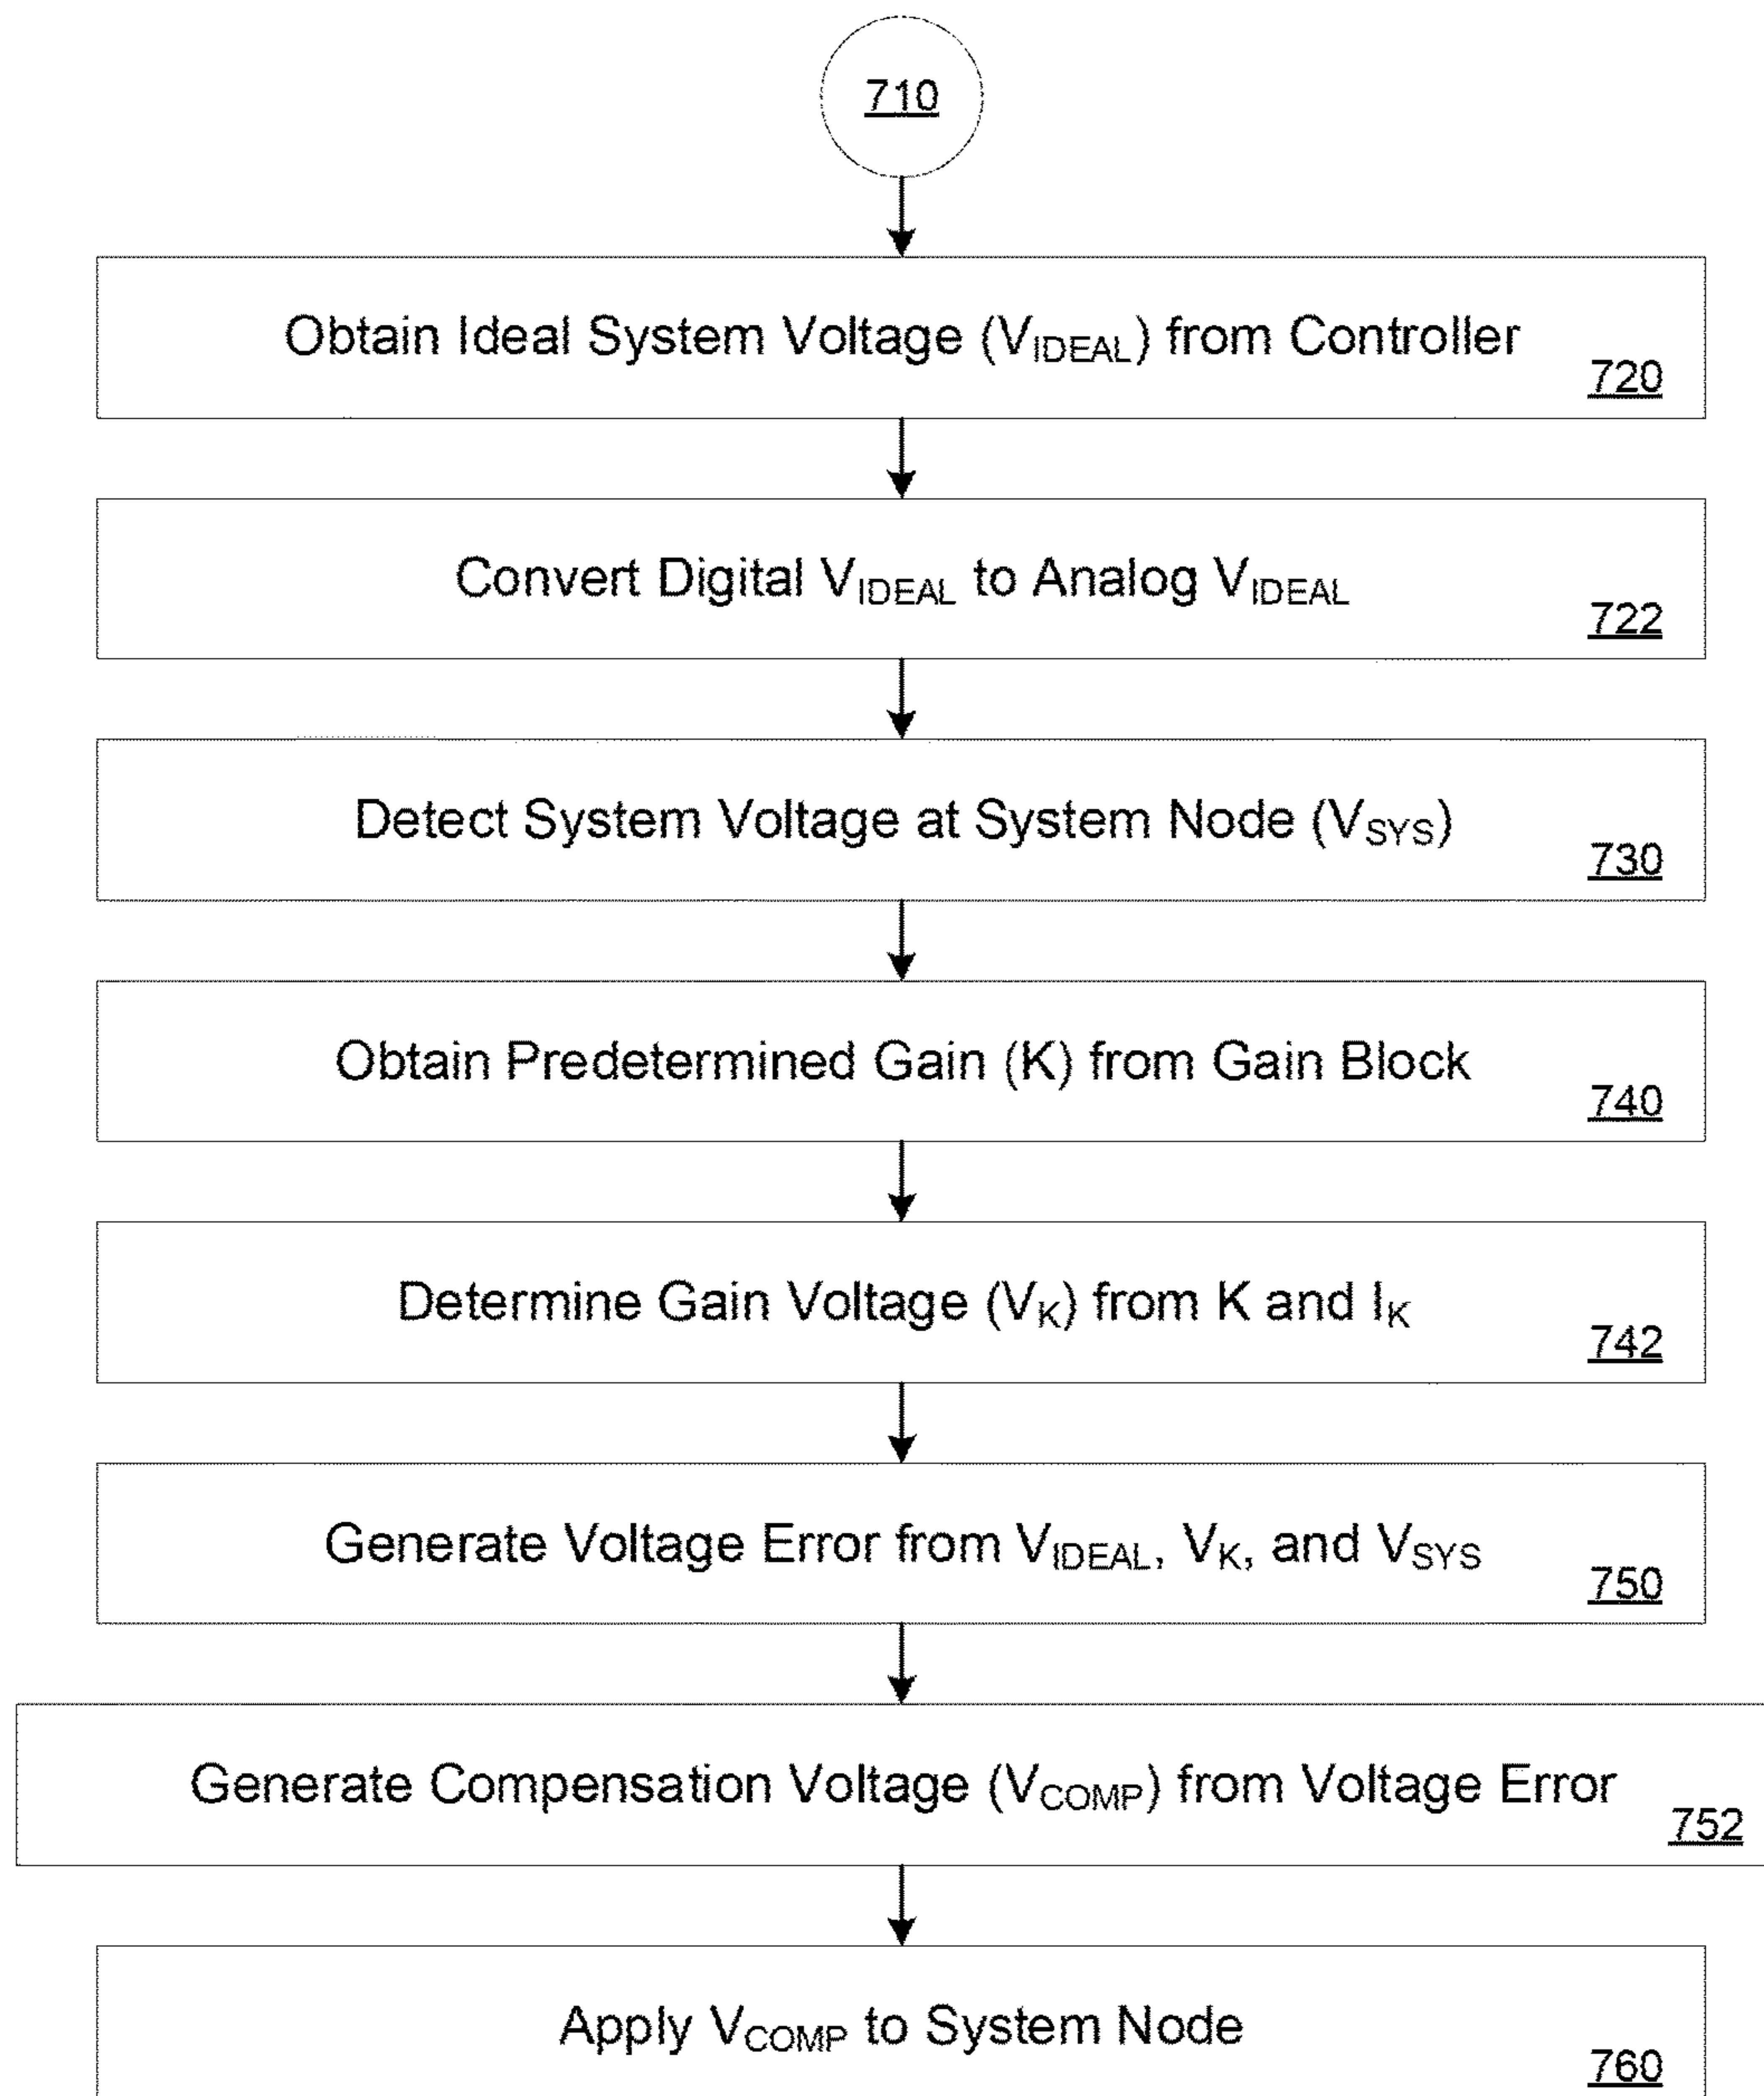 710
Obtain Ideal System Voltage (VIDEAL) from Controller
720
Convert Digital VIDEAL to Analog VIDEAL
722
Detect System Voltage at System Node (VSYS)
730
Obtain Predetermined Gain (K) from Gain Block
740
Determine Gain Voltage (VK) from K and IK
742
Generate Voltage Error from VIDEAL, VK, and VSYS
750
Generate Compensation Voltage (VCOMP) from Voltage Error
752
Apply VCOMP to System Node
760